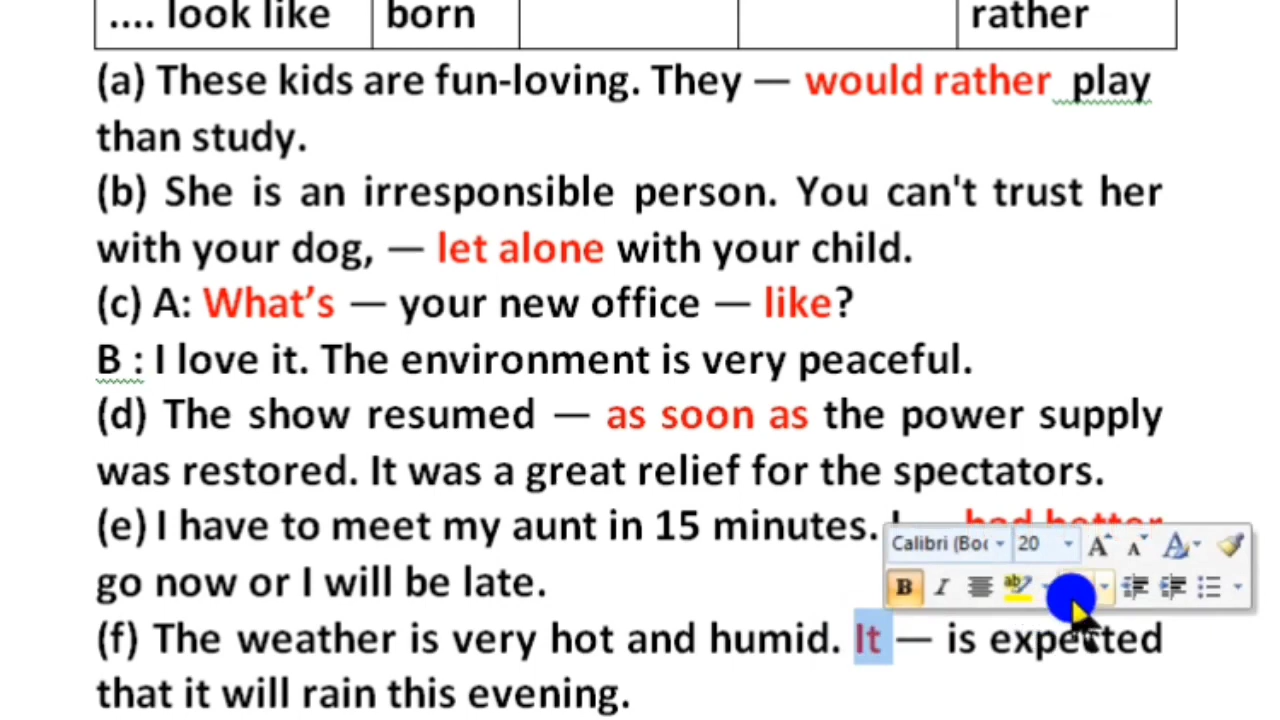 .... look like born rather
(a) These kids are fun-loving. They — would rather play
than study.
(b) She is an irresponsible person. You can't trust her
with your dog, — let alone with your child.
(c) A: What’s — your new office — like?
B : I love it. The environment is very peaceful.
(d) The show resumed — as soon as the power supply
was restored. It was a great relief for the spectators.
(e) I have to meet my aunt in 15 minutes. I had better
Calibri (Boc 20
go now or I will be late.
(f) The weather is very hot and humid. It — is expected
that it will rain this evening.